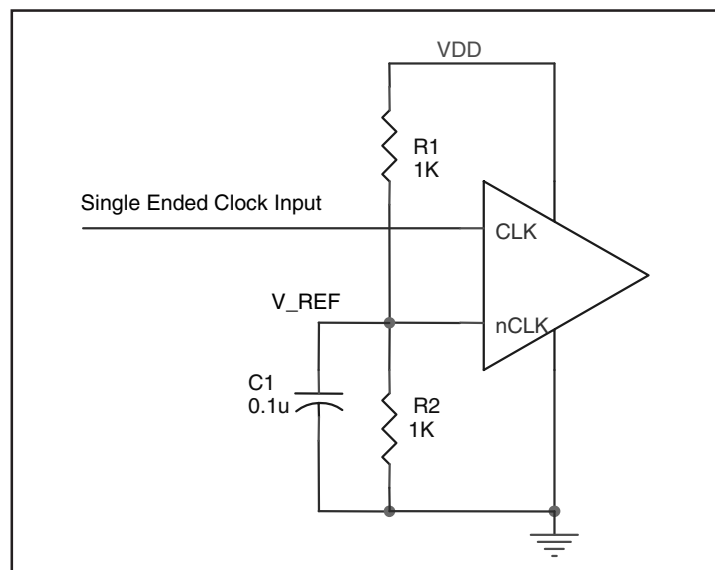 VDD
R1
1K
Single Ended Clock Input
CLK
V_REF
nCLK
C1
0.1u
R2
1K